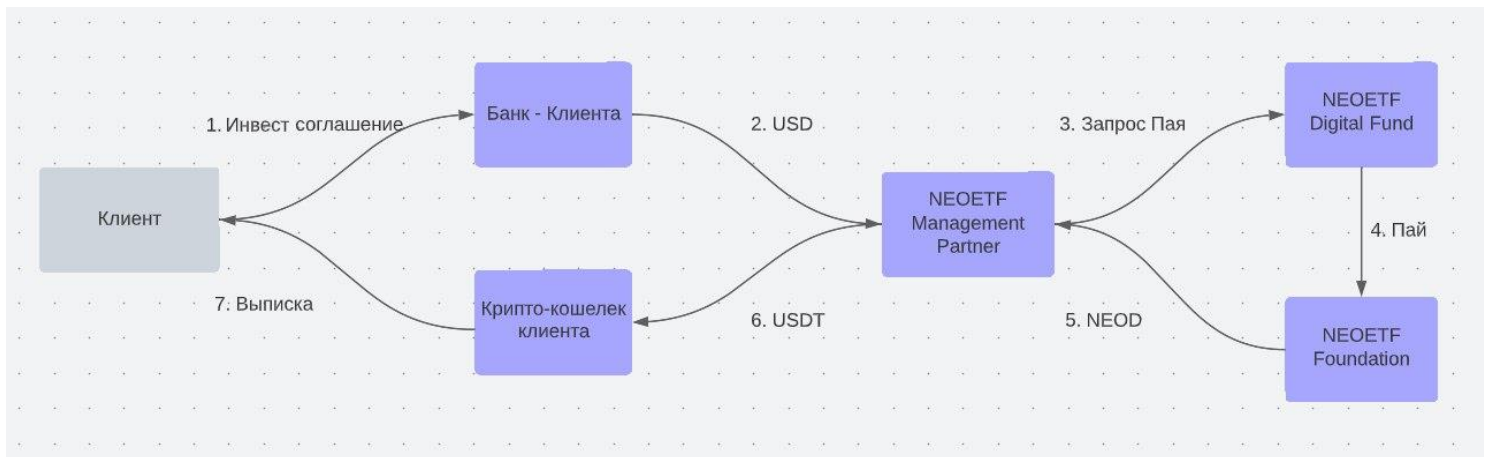 1. Инвест соглашение
Банк - Клиента
2. USD
3. Запрос Пая
NEOETF
Digital Fund
Клиент
NEOETF
Management
Partner
4. Пай
7. Выписка
Крипто-кошелек
клиента
6. USDT
5. NEOD
NEOETF
Foundation